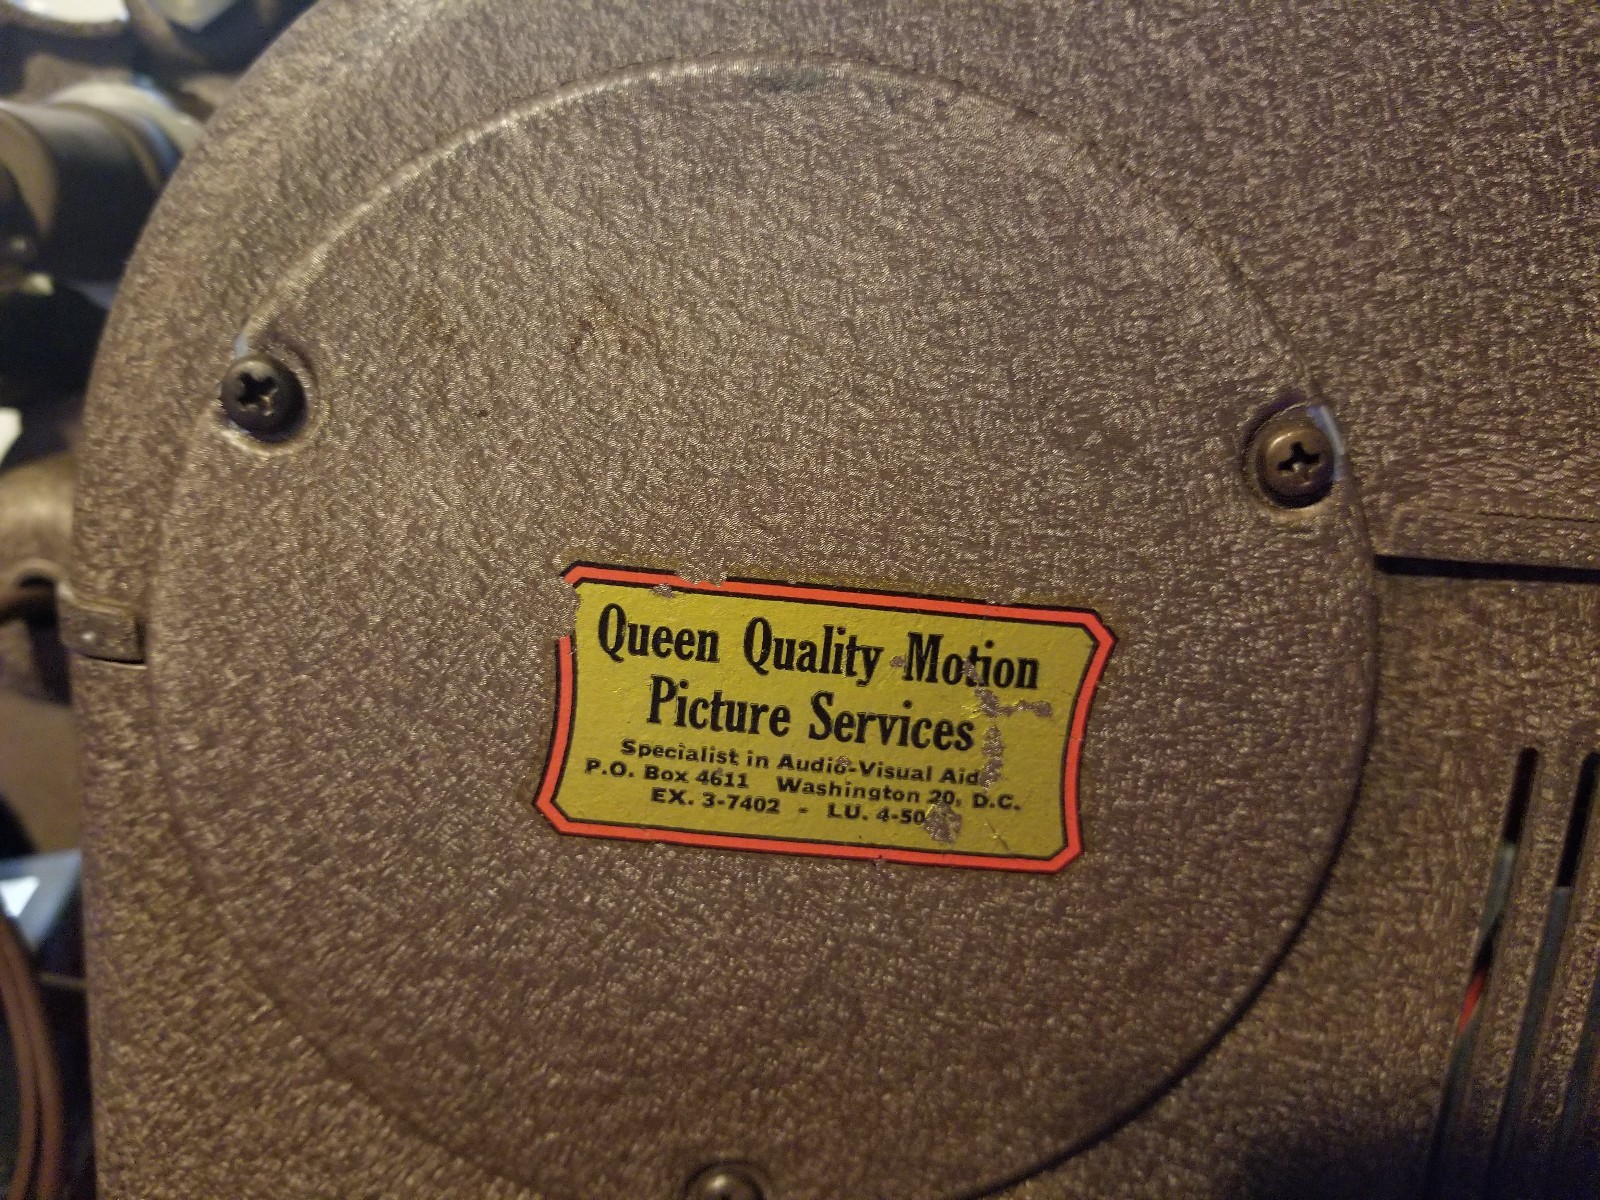 Queen Quality Motion
Picture Services
Specialist in Audio-Visual Aid
P.O. Box 4611 Washington 20, D.C.
EX. 3-7402 - LU. 4-50